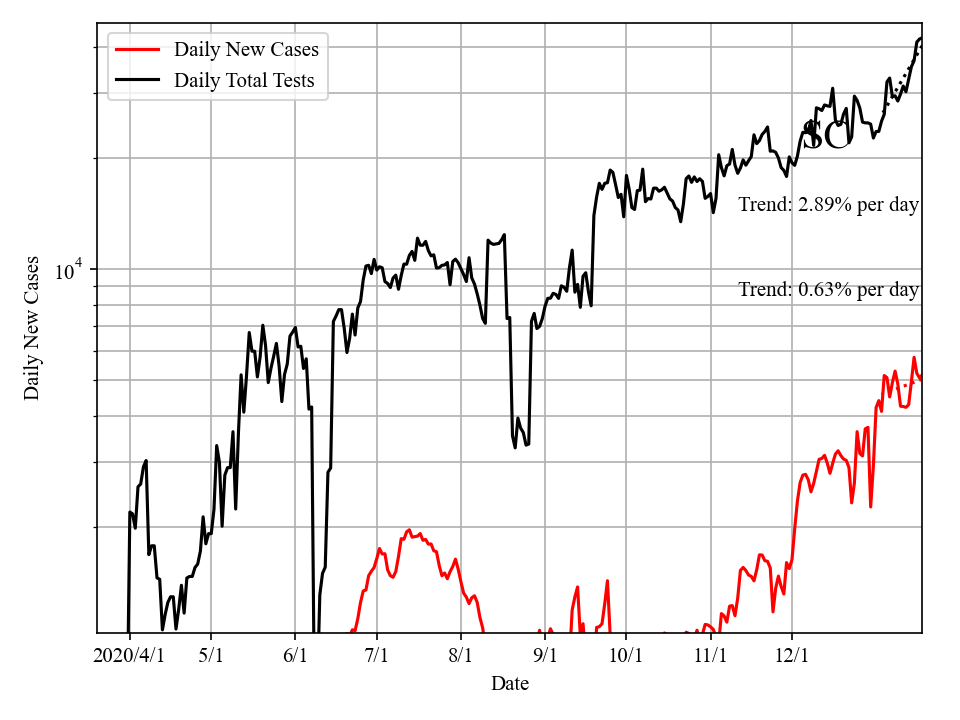 Daily New Cases
Daily Total Tests
SC
Trend: 2.89% per day
Trend: 0.63% per day
10^4
Daily New Cases
2020/4/1 5/1 6/1 7/1 8/1 9/1 10/1 11/1 12/1
Date